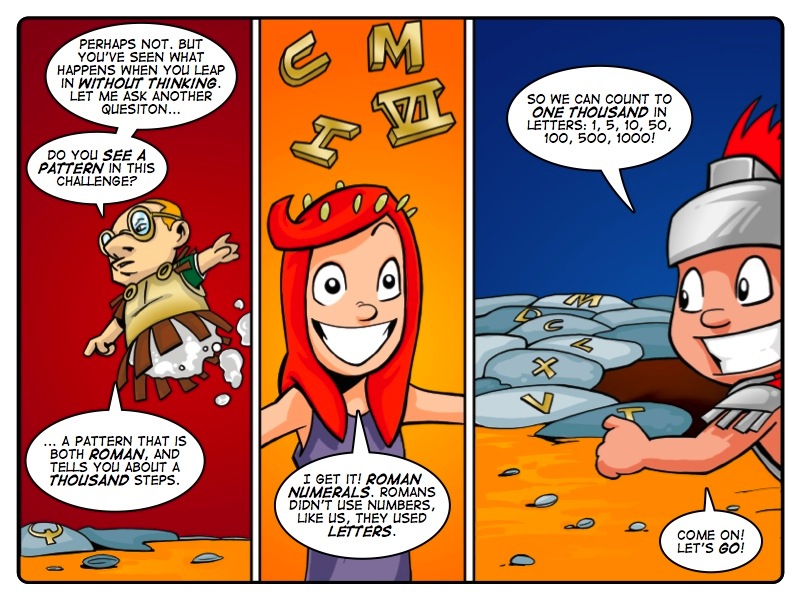 PERHAPS NOT. BUT
YOU'VE SEEN WHAT
HAPPENS WHEN YOU LEAP
IN WITHOUT THINKING.
LET ME ASK ANOTHER
QUESITON...
DO YOU SEE A
PATTERN IN THIS
CHALLENGE?
... A PATTERN THAT IS
BOTH ROMAN, AND
TELLS YOU ABOUT A
THOUSAND STEPS.
C M
I VI
I GET IT! ROMAN
NUMERALS. ROMANS
DIDN'T USE NUMBERS,
LIKE US, THEY USED
LETTERS.
SO WE CAN COUNT TO
ONE THOUSAND IN
LETTERS: 1, 5, 10, 50,
100, 500, 1000!
M
D C L
X
V I
COME ON!
LET'S GO!